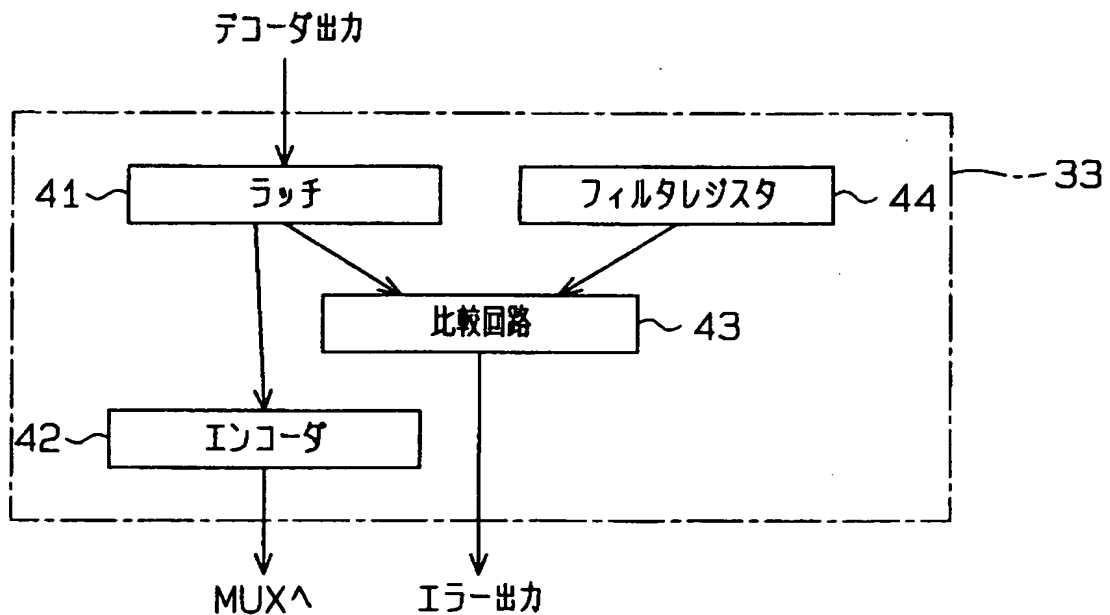 デコーダ出力
33
41
ラッチ
フィルタレジスタ
44
比較回路
43
42
エンコーダ
MUXへ
エラー出力